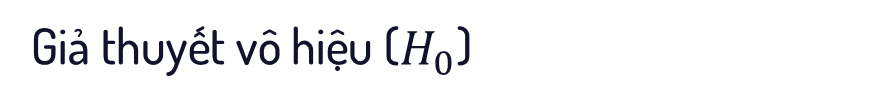 Giả thuyết vô hiệu (𝐻₀)